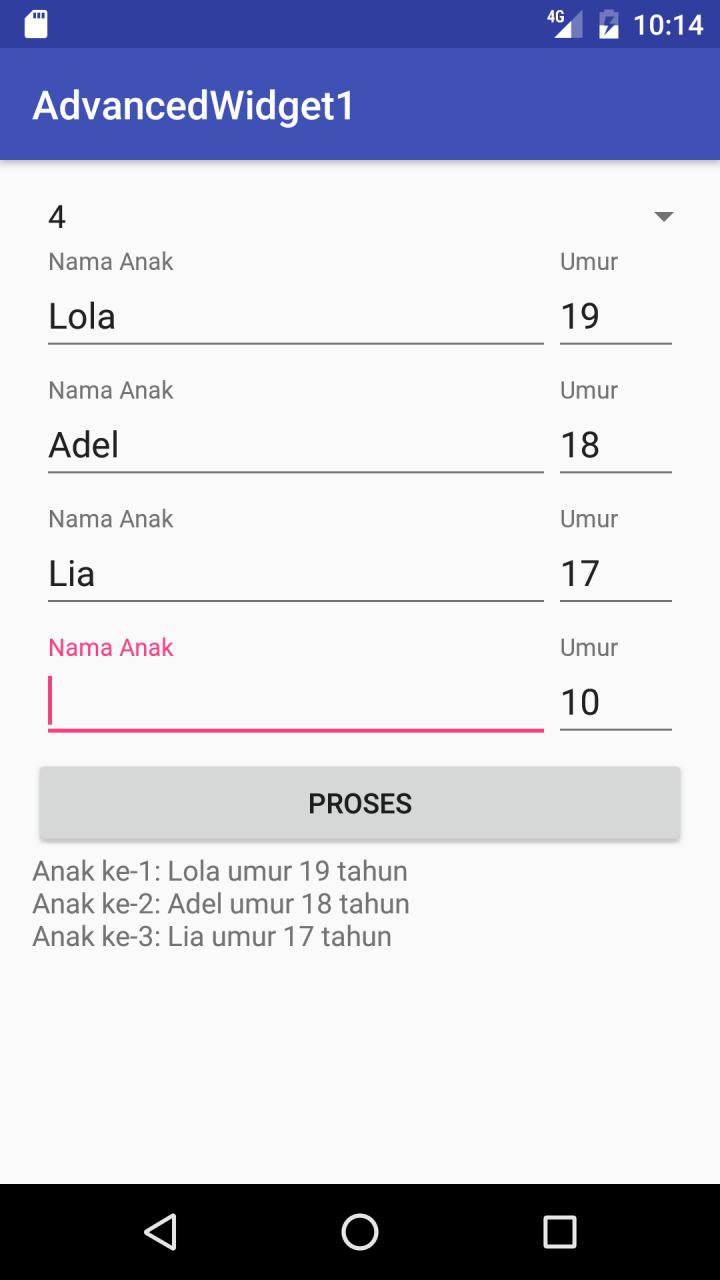 4G 10:14
AdvancedWidget1
4
Nama Anak Umur
Lola 19
Nama Anak Umur
Adel 18
Nama Anak Umur
Lia 17
Nama Anak Umur
10
PROSES
Anak ke-1: Lola umur 19 tahun
Anak ke-2: Adel umur 18 tahun
Anak ke-3: Lia umur 17 tahun